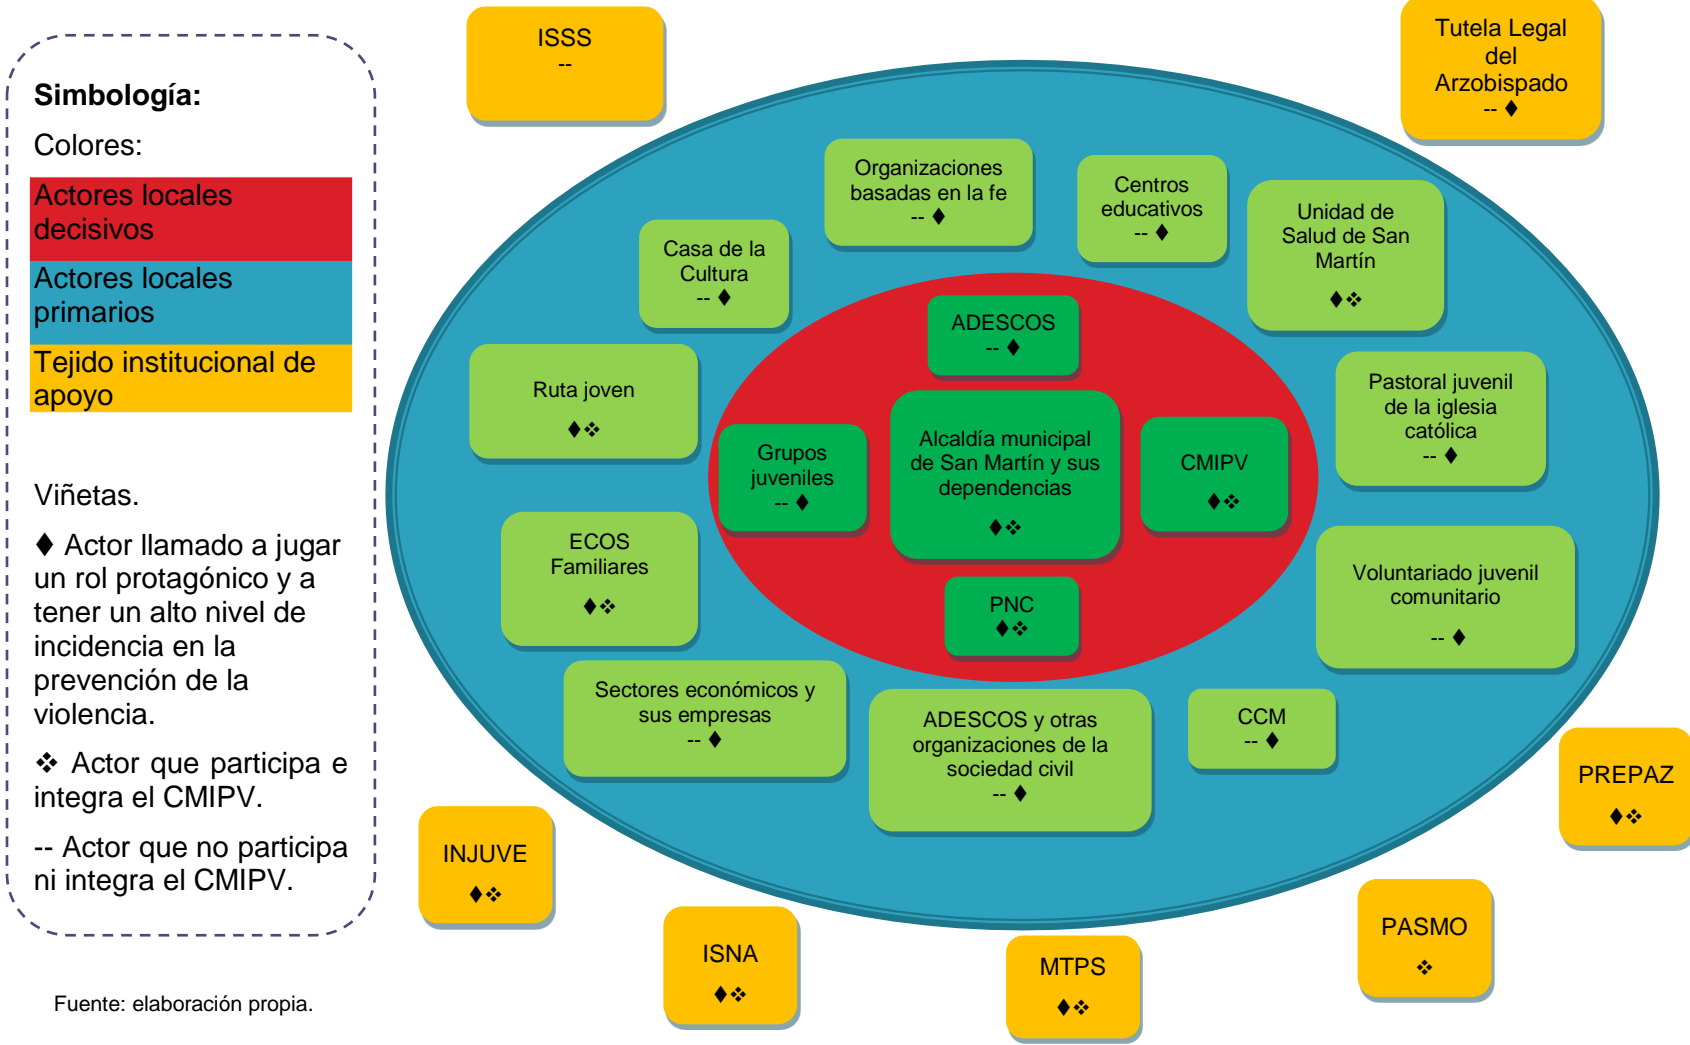 Simbología:
Colores:
Actores locales
decisivos
Actores locales
primarios
Tejido institucional de
apoyo
Viñetas.
♦ Actor llamado a jugar
un rol protagónico y a
tener un alto nivel de
incidencia en la
prevención de la
violencia.
❖ Actor que participa e
integra el CMIPV.
-- Actor que no participa
ni integra el CMIPV.
Fuente: elaboración propia.
ISSS
--
Tutela Legal
del
Arzobispado
-- ♦
Organizaciones
basadas en la fe
-- ♦
Centros
educativos
-- ♦
Unidad de
Salud de San
Martín
♦❖
Casa de la
Cultura
-- ♦
ADESCOS
-- ♦
Ruta joven
♦❖
Pastoral juvenil
de la iglesia
católica
-- ♦
Grupos
juveniles
-- ♦
Alcaldía municipal
de San Martín y sus
dependencias
♦❖
CMIPV
♦❖
ECOS
Familiares
♦❖
PNC
♦❖
Voluntariado juvenil
comunitario
-- ♦
Sectores económicos y
sus empresas
-- ♦
ADESCOS y otras
organizaciones de la
sociedad civil
-- ♦
CCM
-- ♦
PREPAZ
♦❖
INJUVE
♦❖
ISNA
♦❖
MTPS
♦❖
PASMO
❖